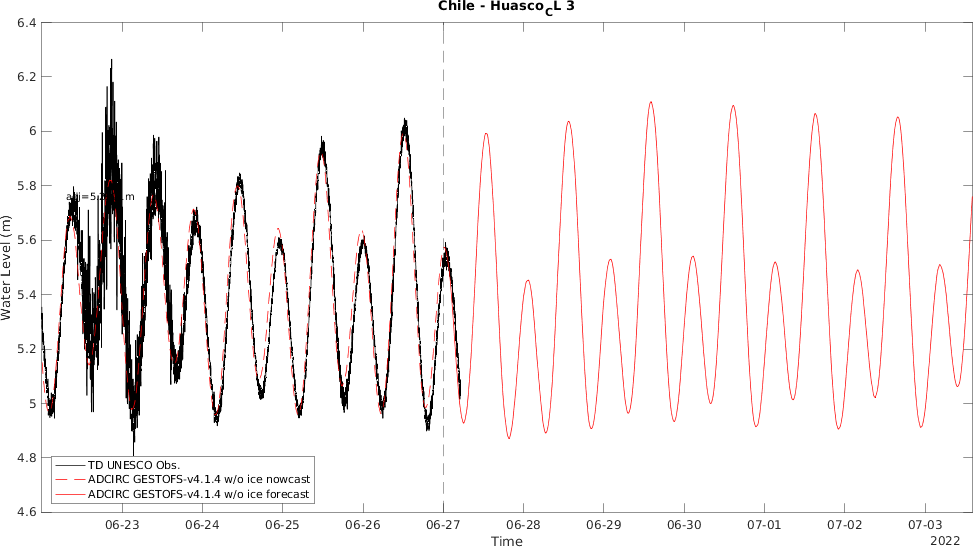 Chile - Huasco_CL 3
6.4
6.2
6
5.8
5.6
5.4
5.2
5
4.8
4.6
Water Level (m)
TD UNESCO Obs.
ADCIRC GESTOFS-v4.1.4 w/o ice nowcast
ADCIRC GESTOFS-v4.1.4 w/o ice forecast
06-23 06-24 06-25 06-26 06-27 06-28 06-29 06-30 07-01 07-02 07-03
Time
2022